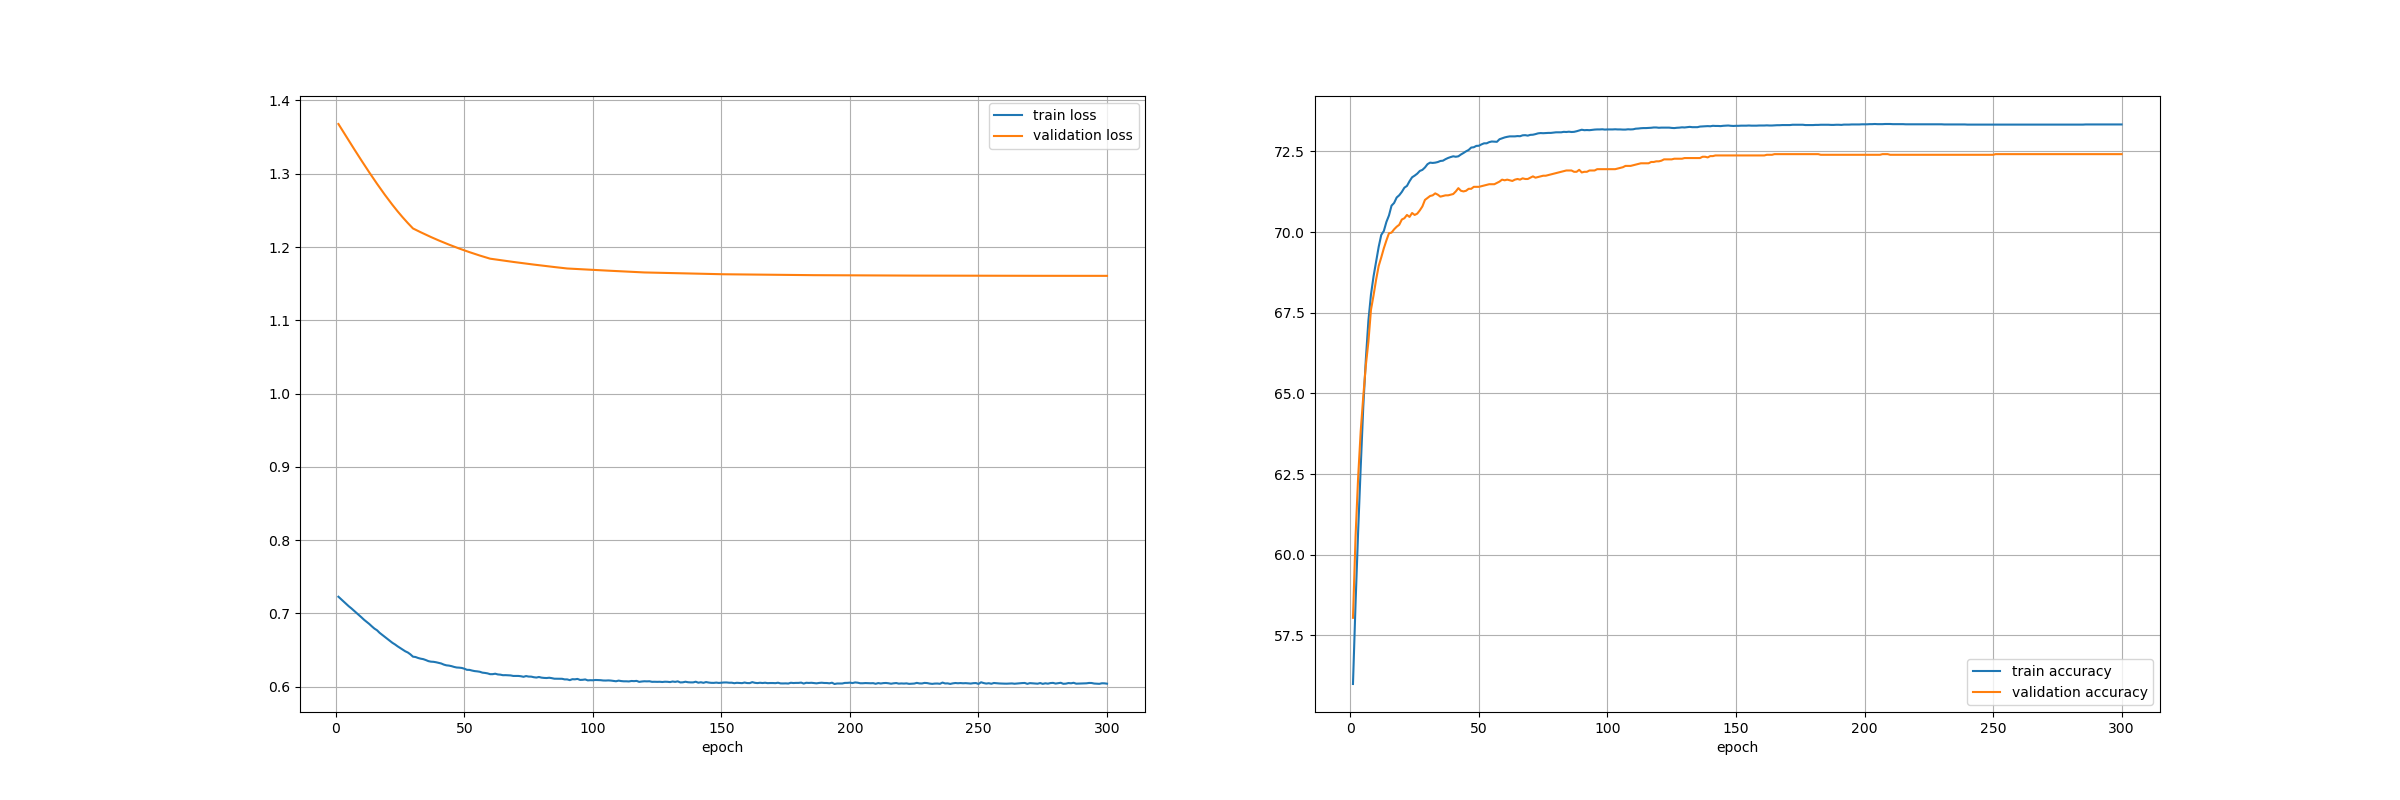 1.4
1.3
1.2
1.1
1.0
0.9
0.8
0.7
0.6
0 50 100 150 200 250 300
epoch
train loss
validation loss
72.5
70.0
67.5
65.0
62.5
60.0
57.5
0 50 100 150 200 250 300
epoch
train accuracy
validation accuracy